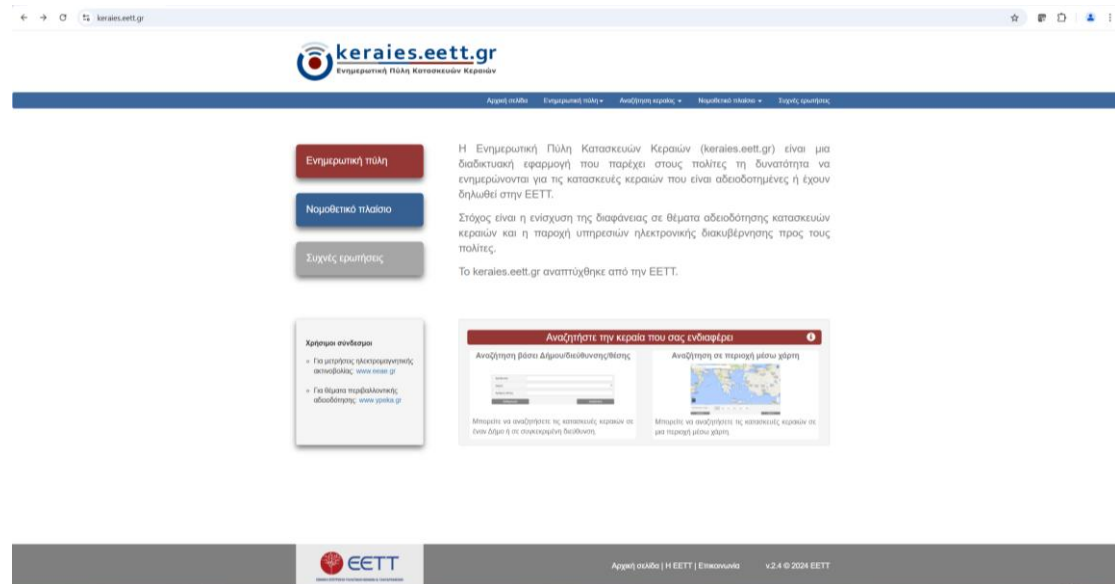 keraies.eett.gr
keraies.eett.gr
Ενημερωτική Πύλη Κατασκευών Κεραιών
Αρχική σελίδα Ενημερωτική πύλη Αναζήτηση κεραίας Νομοθετικό πλαίσιο Συχνές ερωτήσεις
Ενημερωτική πύλη
Νομοθετικό πλαίσιο
Συχνές ερωτήσεις
Η Ενημερωτική Πύλη Κατασκευών Κεραιών (keraies.eett.gr) είναι μια
διαδικτυακή εφαρμογή που παρέχει στους πολίτες τη δυνατότητα να
ενημερώνονται για τις κατασκευές κεραιών που είναι αδειοδοτημένες ή έχουν
δηλωθεί στην ΕΕΤΤ.
Στόχος είναι η ενίσχυση της διαφάνειας σε θέματα αδειοδότησης κατασκευών
κεραιών και η παροχή υπηρεσιών ηλεκτρονικής διακυβέρνησης προς τους
πολίτες.
Το keraies.eett.gr αναπτύχθηκε από την ΕΕΤΤ.
Χρήσιμοι σύνδεσμοι
Για μετρήσεις ηλεκτρομαγνητικής
ακτινοβολίας: www.eeae.gr
Για θέματα περιβαλλοντικής
αδειοδότησης: www.ypeka.gr
Αναζητήστε την κεραία που σας ενδιαφέρει
Αναζήτηση βάσει Δήμου/διεύθυνσης/θέσης
Μπορείτε να αναζητήσετε τις κατασκευές κεραιών σε
έναν Δήμο ή σε συγκεκριμένη διεύθυνση.
Αναζήτηση σε περιοχή μέσω χάρτη
Μπορείτε να αναζητήσετε τις κατασκευές κεραιών σε
μια περιοχή μέσω χάρτη.
ΕΕΤΤ
Αρχική σελίδα | Η ΕΕΤΤ | Επικοινωνία v.2.4 © 2024 ΕΕΤΤ